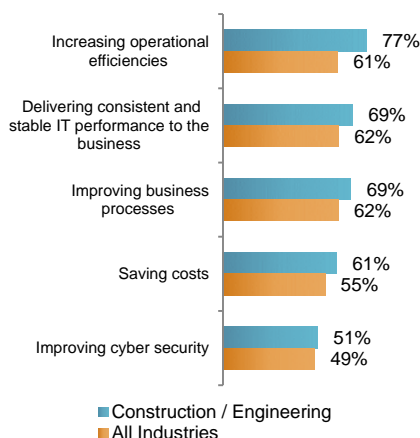 Increasing operational
efficiencies
77%
61%
Delivering consistent and
stable IT performance to the
business
69%
62%
Improving business
processes
69%
62%
Saving costs
61%
55%
Improving cyber security
51%
49%
Construction / Engineering
All Industries